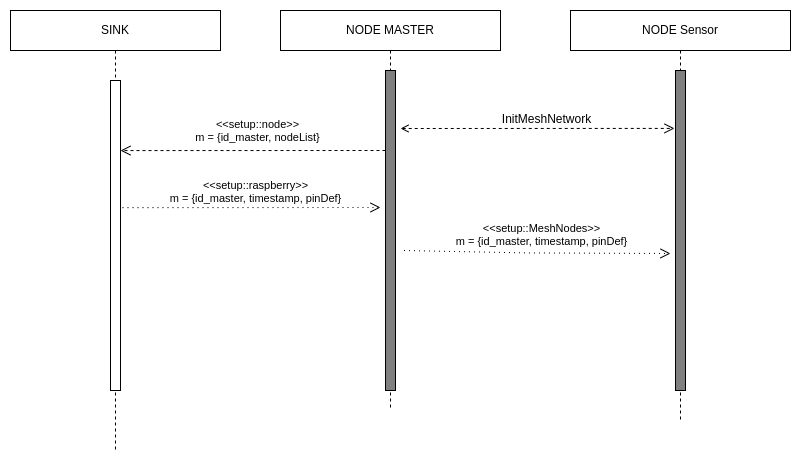 SINK
NODE MASTER
NODE Sensor
InitMeshNetwork
<<setup::node>>
m = {id_master, nodeList}
<<setup::raspberry>>
m = {id_master, timestamp, pinDef}
<<setup::MeshNodes>>
m = {id_master, timestamp, pinDef}